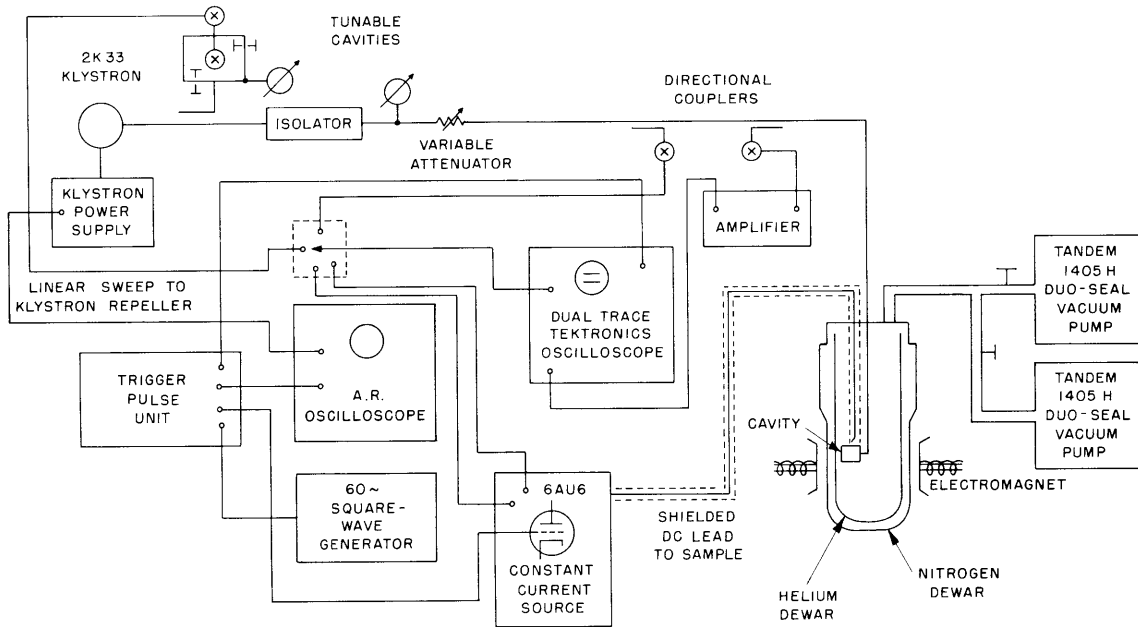 TUNABLE
CAVITIES
2K 33
KLYSTRON
DIRECTIONAL
COUPLERS
ISOLATOR
VARIABLE
ATTENUATOR
KLYSTRON
POWER
SUPPLY
AMPLIFIER
TANDEM
1405 H
DUO-SEAL
VACUUM
PUMP
LINEAR SWEEP TO
KLYSTRON REPELLER
DUAL TRACE
TEKTRONICS
OSCILLOSCOPE
TRIGGER
PULSE
UNIT
A.R.
OSCILLOSCOPE
TANDEM
1405 H
DUO-SEAL
VACUUM
PUMP
CAVITY
ELECTROMAGNET
60~
SQUARE-
WAVE
GENERATOR
6AU6
CONSTANT
CURRENT
SOURCE
SHIELDED
DC LEAD
TO SAMPLE
NITROGEN
DEWAR
HELIUM
DEWAR